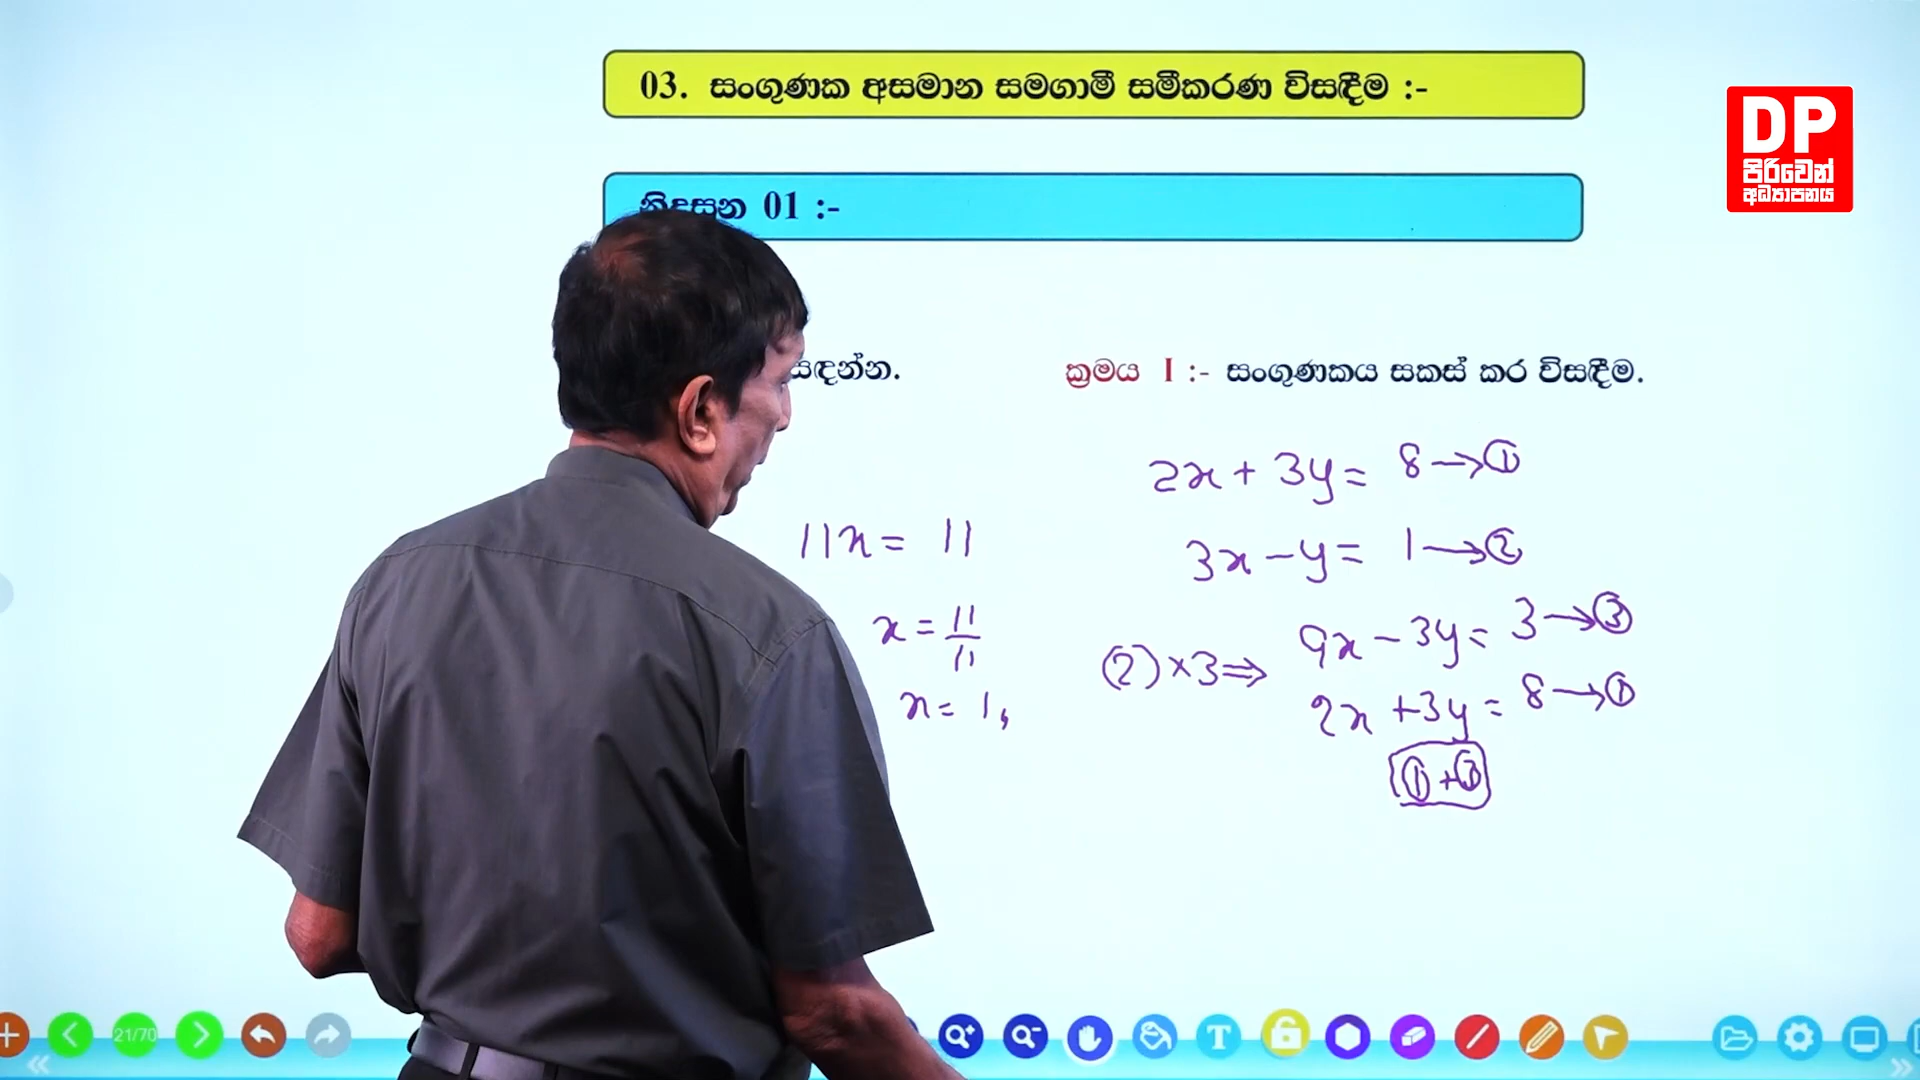 03. සංගුණක අසමාන සමගාමී සමීකරණ විසඳීම :-
DP
පිරිවෙන්
අධ්‍යාපනය
නිදසුන 01 :-
සඳන්න.
ක්‍රමය I :- සංගුණකය සකස් කර විසඳීම.
2x + 3y = 8 → ①
3x - y = 1 → ②
(2) × 3 ⇒ 9x - 3y = 3 → ③
2x + 3y = 8 → ①
① + ③
11x = 11
x = 11/11
x = 1,
21/70